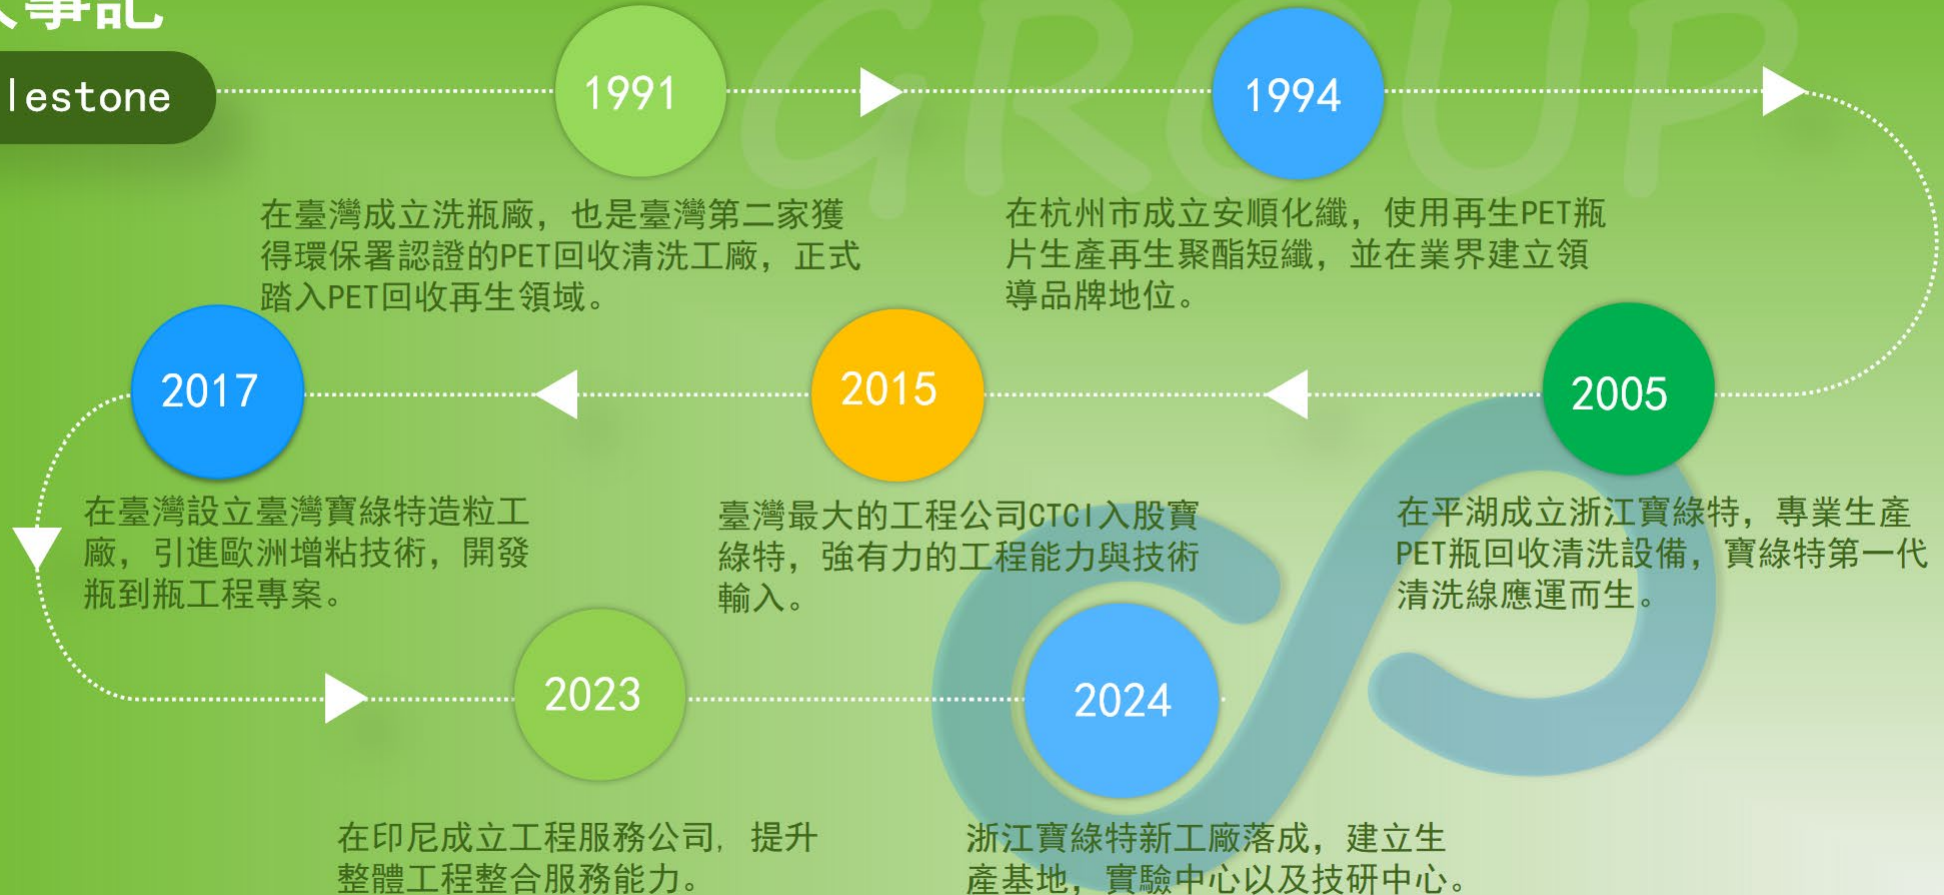 大事記
lestone
GROUP
1991
在臺灣成立洗瓶廠，也是臺灣第二家獲
得環保署認證的PET回收清洗工廠，正式
踏入PET回收再生領域。
1994
在杭州市成立安順化纖，使用再生PET瓶
片生產再生聚酯短纖，並在業界建立領
導品牌地位。
2005
在平湖成立浙江寶綠特，專業生產
PET瓶回收清洗設備，寶綠特第一代
清洗線應運而生。
2015
臺灣最大的工程公司CTCI入股寶
綠特，強有力的工程能力與技術
輸入。
2017
在臺灣設立臺灣寶綠特造粒工
廠，引進歐洲增粘技術，開發
瓶到瓶工程專案。
2023
在印尼成立工程服務公司，提升
整體工程整合服務能力。
2024
浙江寶綠特新工廠落成，建立生
產基地，實驗中心以及技研中心。